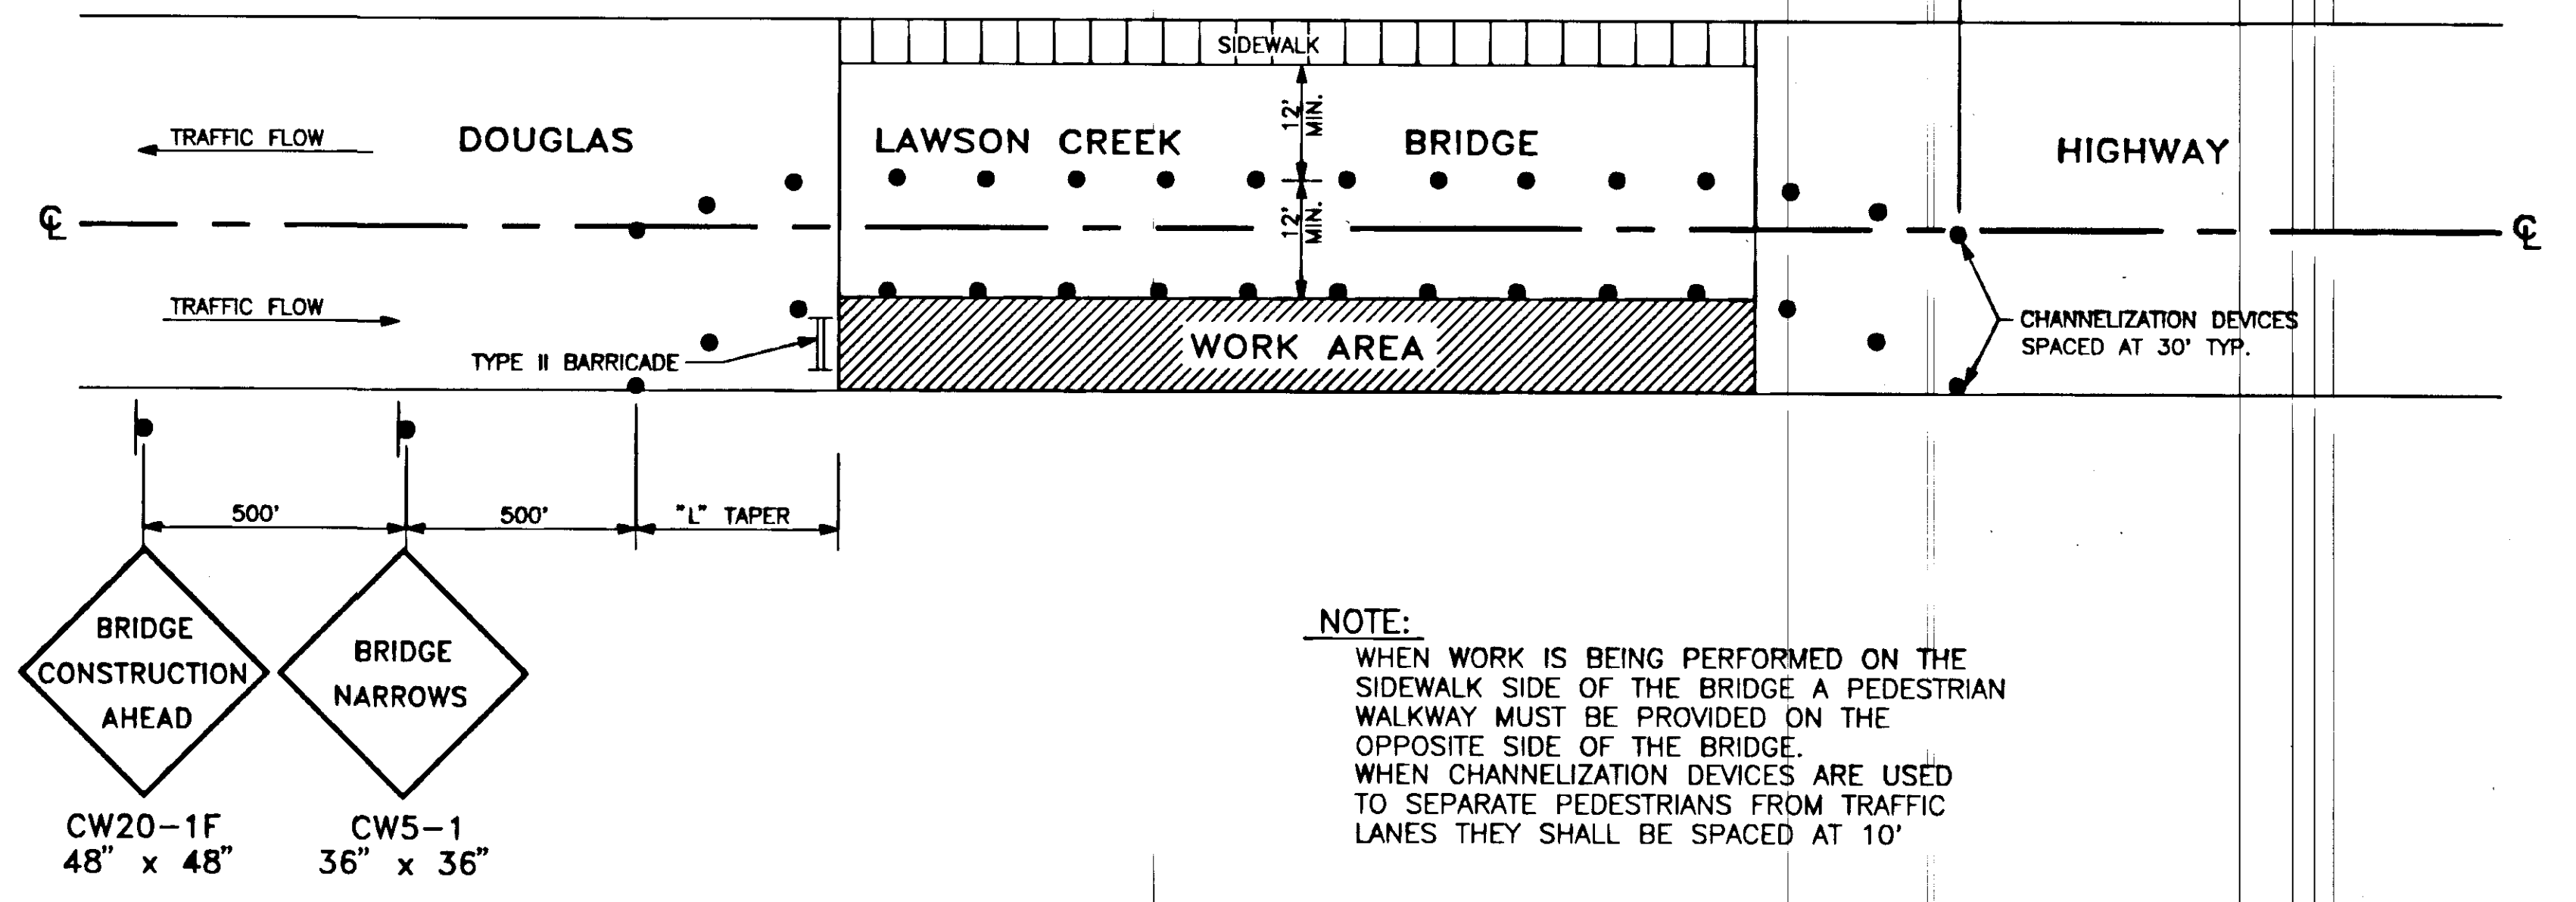 SIDEWALK
12' MIN.
TRAFFIC FLOW
DOUGLAS
LAWSON CREEK
BRIDGE
HIGHWAY
℄
℄
12' MIN.
TRAFFIC FLOW
TYPE II BARRICADE
WORK AREA
CHANNELIZATION DEVICES
SPACED AT 30' TYP.
500'
500'
"L" TAPER
BRIDGE
CONSTRUCTION
AHEAD
CW20-1F
48" x 48"
BRIDGE
NARROWS
CW5-1
36" x 36"
NOTE:
WHEN WORK IS BEING PERFORMED ON THE
SIDEWALK SIDE OF THE BRIDGE A PEDESTRIAN
WALKWAY MUST BE PROVIDED ON THE
OPPOSITE SIDE OF THE BRIDGE.
WHEN CHANNELIZATION DEVICES ARE USED
TO SEPARATE PEDESTRIANS FROM TRAFFIC
LANES THEY SHALL BE SPACED AT 10'